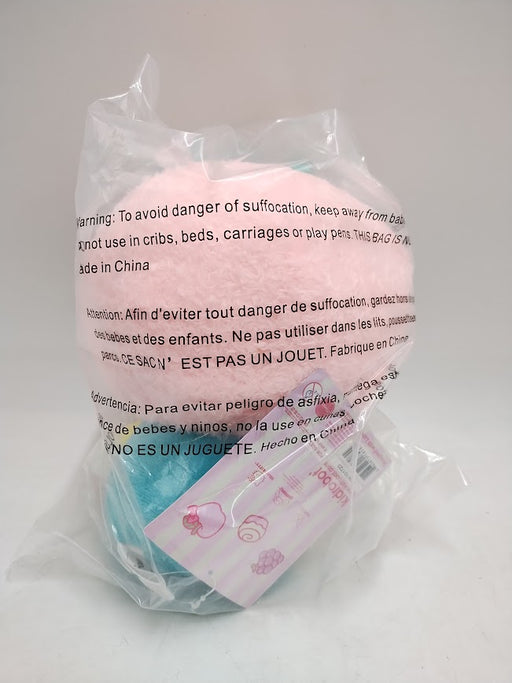 Warning: To avoid danger of suffocation, keep away from
not use in cribs, beds, carriages or play pens. THIS BAG IS
ade in China
Attention: Afin d'eviter tout danger de suffocation, gardez
des bebes et des enfants. Ne pas utiliser dans les lits,
parcs. CE SAC N' EST PAS UN JOUET. Fabrique en Chine
Advertencia: Para evitar peligro de asfixia,
de bebes y ninos, no la use en cunas,
NO ES UN JUGUETE. Hecho en China
kidrobot